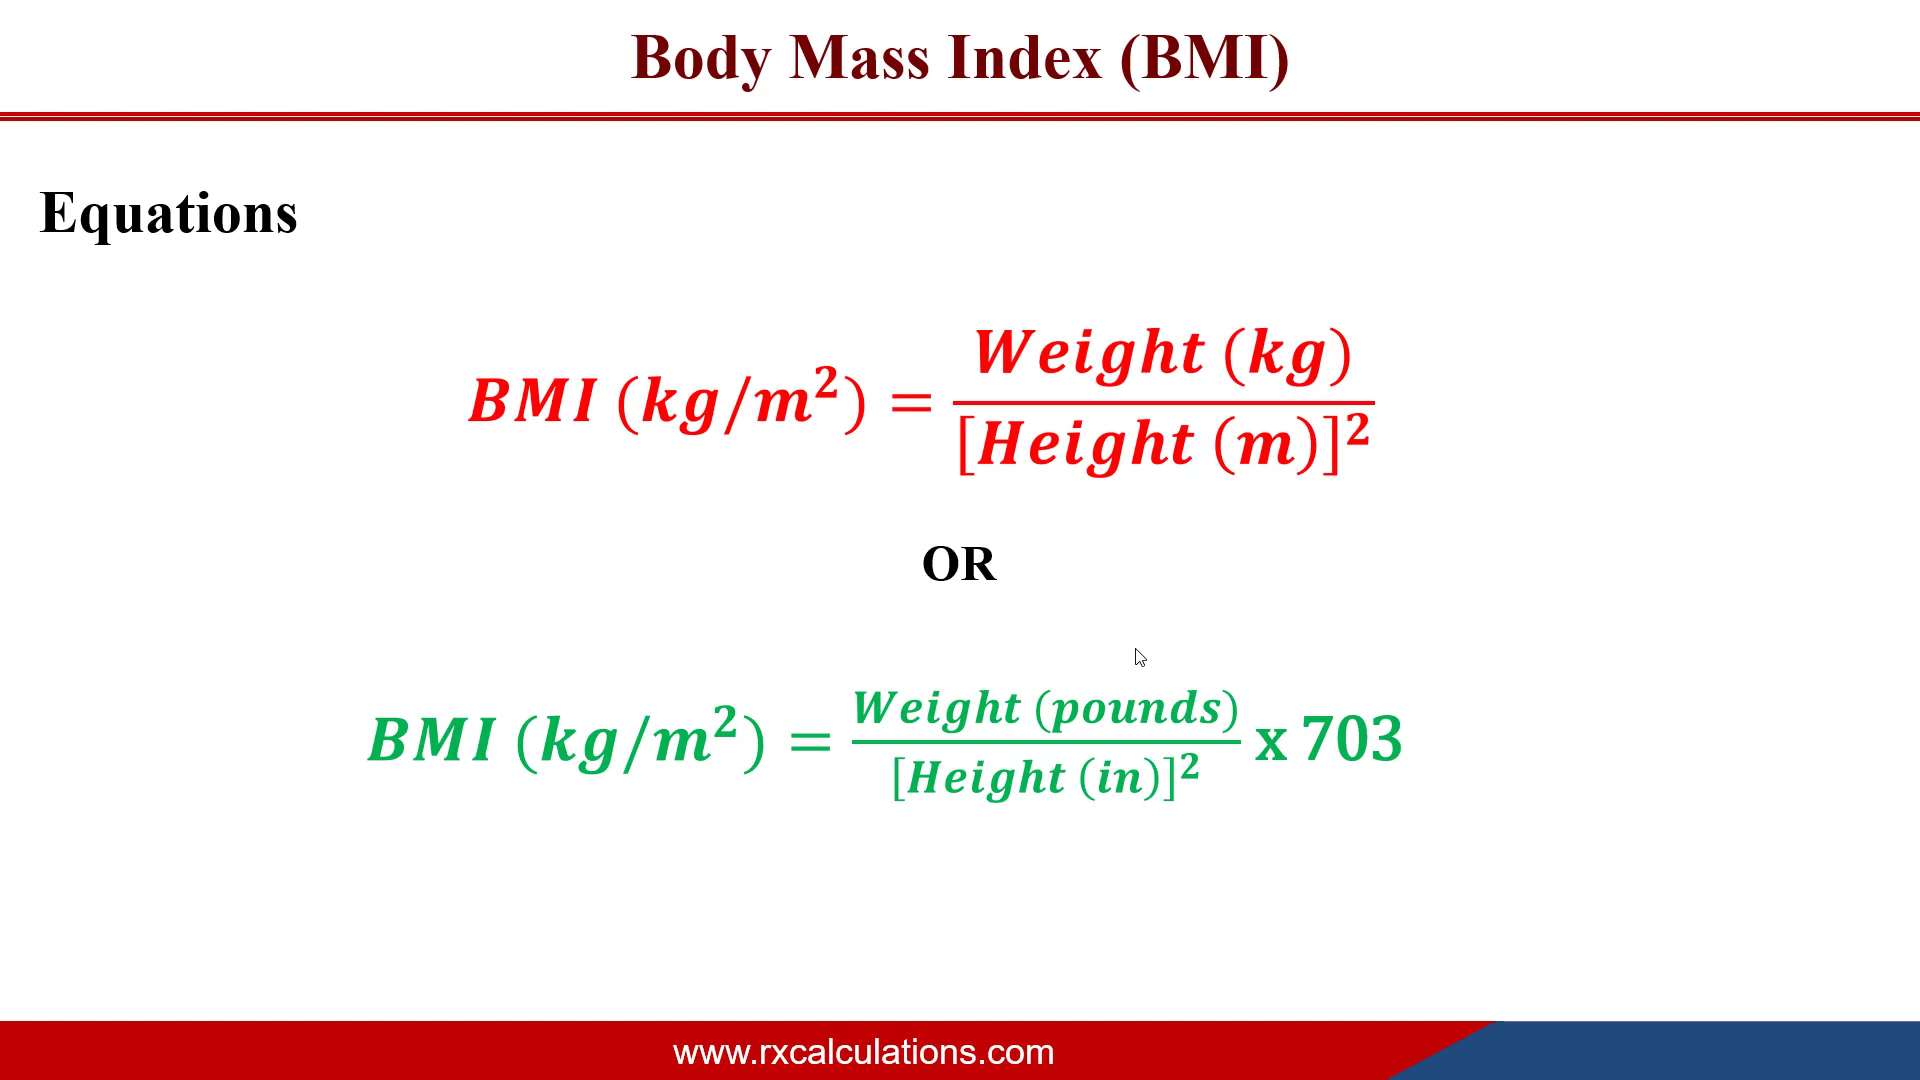 Body Mass Index (BMI)
Equations
BMI (kg/m²) = Weight (kg) / [Height (m)]²
OR
BMI (kg/m²) = Weight (pounds) / [Height (in)]² x 703
www.rxcalculations.com